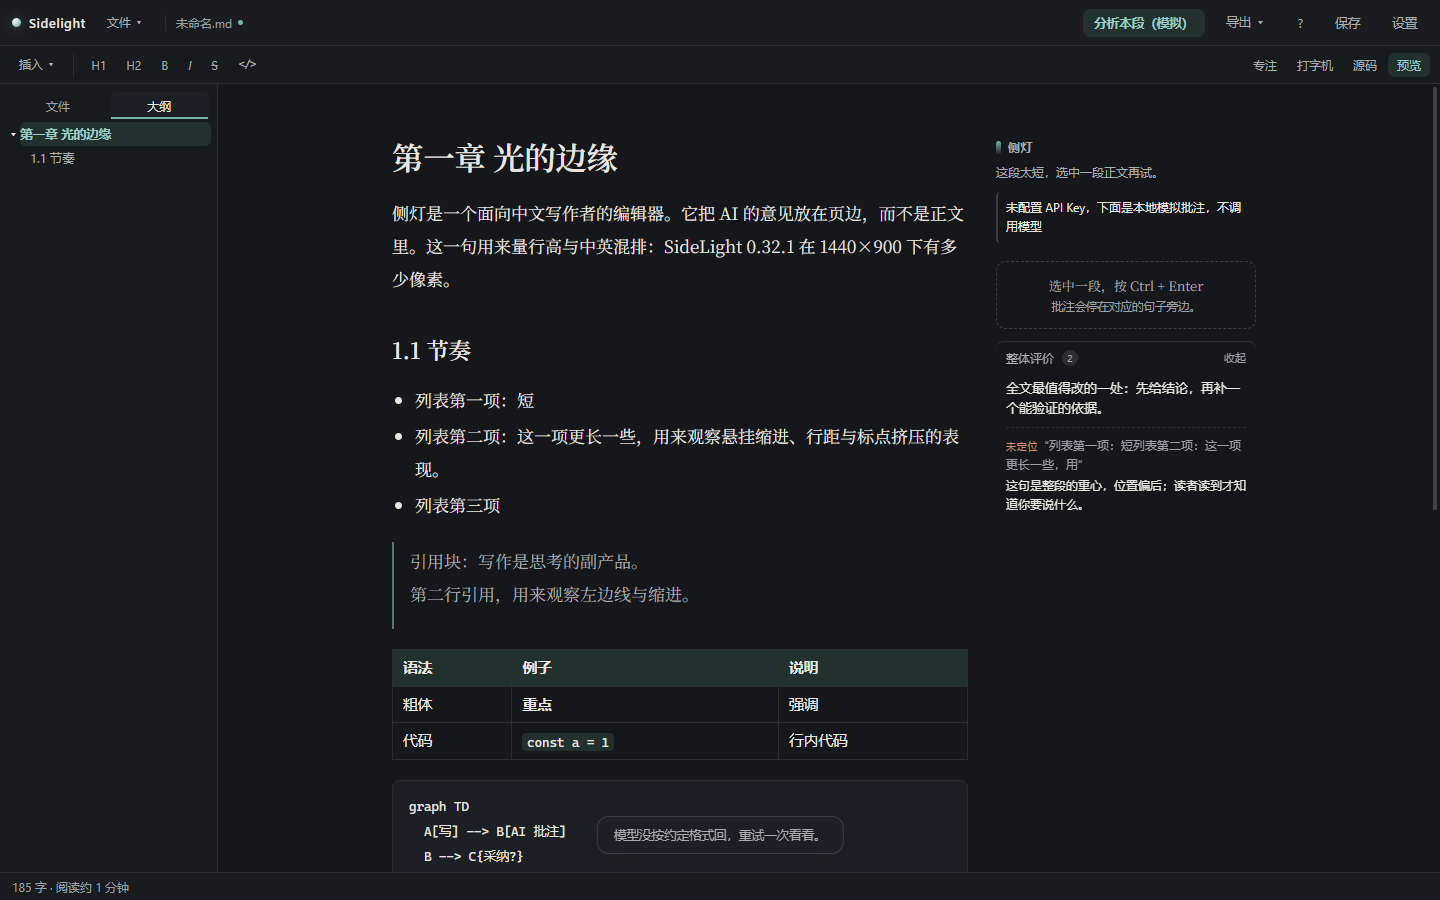 Sidelight 文件 未命名.md 分析本段（模拟） 导出 ? 保存 设置
插入 H1 H2 B I S </> 专注 打字机 源码 预览
文件 大纲
第一章 光的边缘
1.1 节奏
第一章 光的边缘
侧灯是一个面向中文写作者的编辑器。它把 AI 的意见放在页边，而不是正文
里。这一句用来量行高与中英混排：SideLight 0.32.1 在 1440×900 下有多
少像素。
1.1 节奏
• 列表第一项：短
• 列表第二项：这一项更长一些，用来观察悬挂缩进、行距与标点挤压的表
现。
• 列表第三项
引用块：写作是思考的副产品。
第二行引用，用来观察左边线与缩进。
语法 例子 说明
粗体 重点 强调
代码 const a = 1 行内代码
graph TD
A[写] --> B[AI 批注]
B --> C{采纳?}
模型没按约定格式回，重试一次看看。
侧灯
这段太短，选中一段正文再试。
未配置 API Key，下面是本地模拟批注，不调
用模型
选中一段，按 Ctrl + Enter
批注会停在对应的句子旁边。
整体评价 2 收起
全文最值得改的一处：先给结论，再补一
个能验证的依据。
未定位 “列表第一项：短列表第二项：这一项
更长一些，用”
这句是整段的重心，位置偏后；读者读到才知
道你要说什么。
185 字 · 阅读约 1 分钟